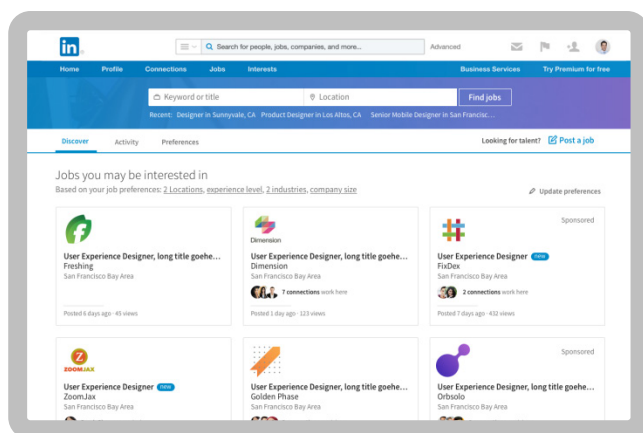 in
Search for people, jobs, companies, and more...
Advanced
Home Profile Connections Jobs Interests Business Services Try Premium for free
Keyword or title
Location
Find jobs
Recent: Designer in Sunnyvale, CA Product Designer in Los Altos, CA Senior Mobile Designer in San Francisc...
Discover Activity Preferences Looking for talent? Post a job
Jobs you may be interested in
Based on your job preferences: 2 Locations, experience level, 2 industries, company size
Update preferences
User Experience Designer, long title goehe...
Freshing
San Francisco Bay Area
Posted 6 days ago · 45 views
Dimension
User Experience Designer, long title goehe...
Dimension
San Francisco Bay Area
7 connections work here
Posted 1 day ago · 123 views
Sponsored
User Experience Designer new
FixDex
San Francisco Bay Area
2 connections work here
Posted 7 days ago · 432 views
Z
ZOOMJAX
User Experience Designer new
ZoomJax
San Francisco Bay Area
User Experience Designer, long title goehe...
Golden Phase
San Francisco Bay Area
Sponsored
User Experience Designer, long title goehe...
Orbsolo
San Francisco Bay Area